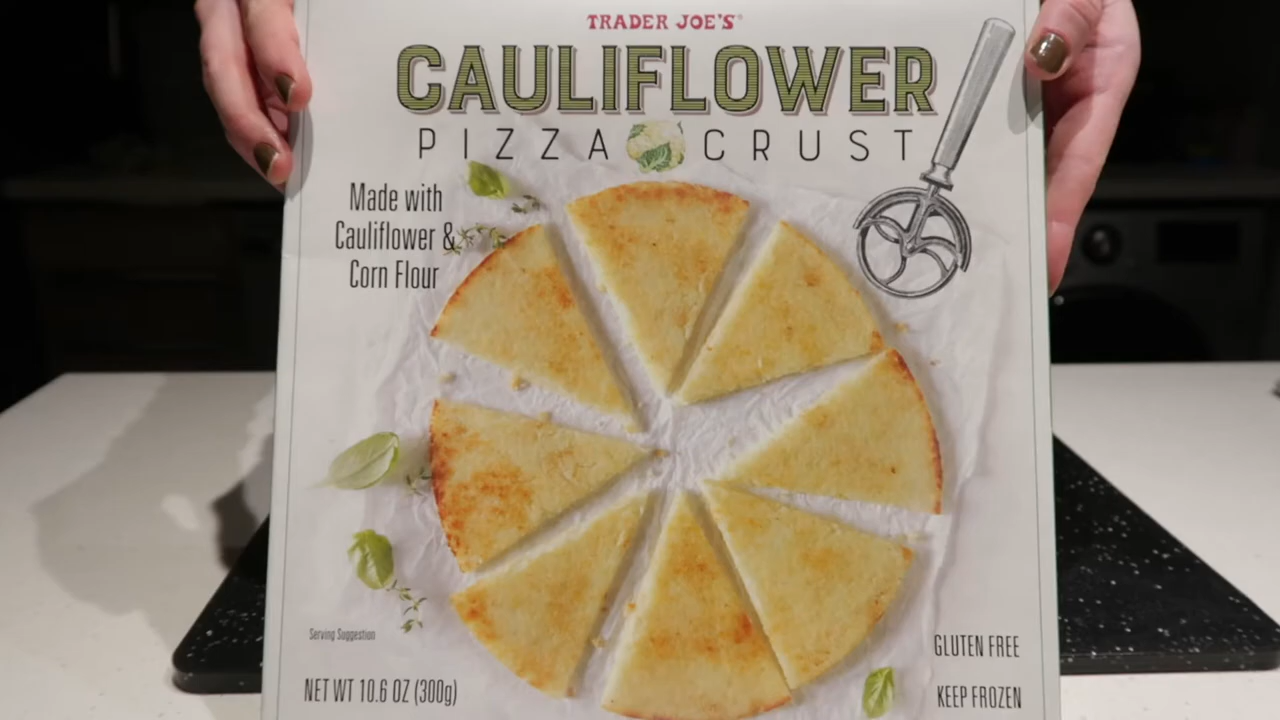 TRADER JOE'S®
CAULIFLOWER
PIZZA CRUST
Made with
Cauliflower &
Corn Flour
Serving Suggestion
NET WT 10.6 OZ (300g)
GLUTEN FREE
KEEP FROZEN